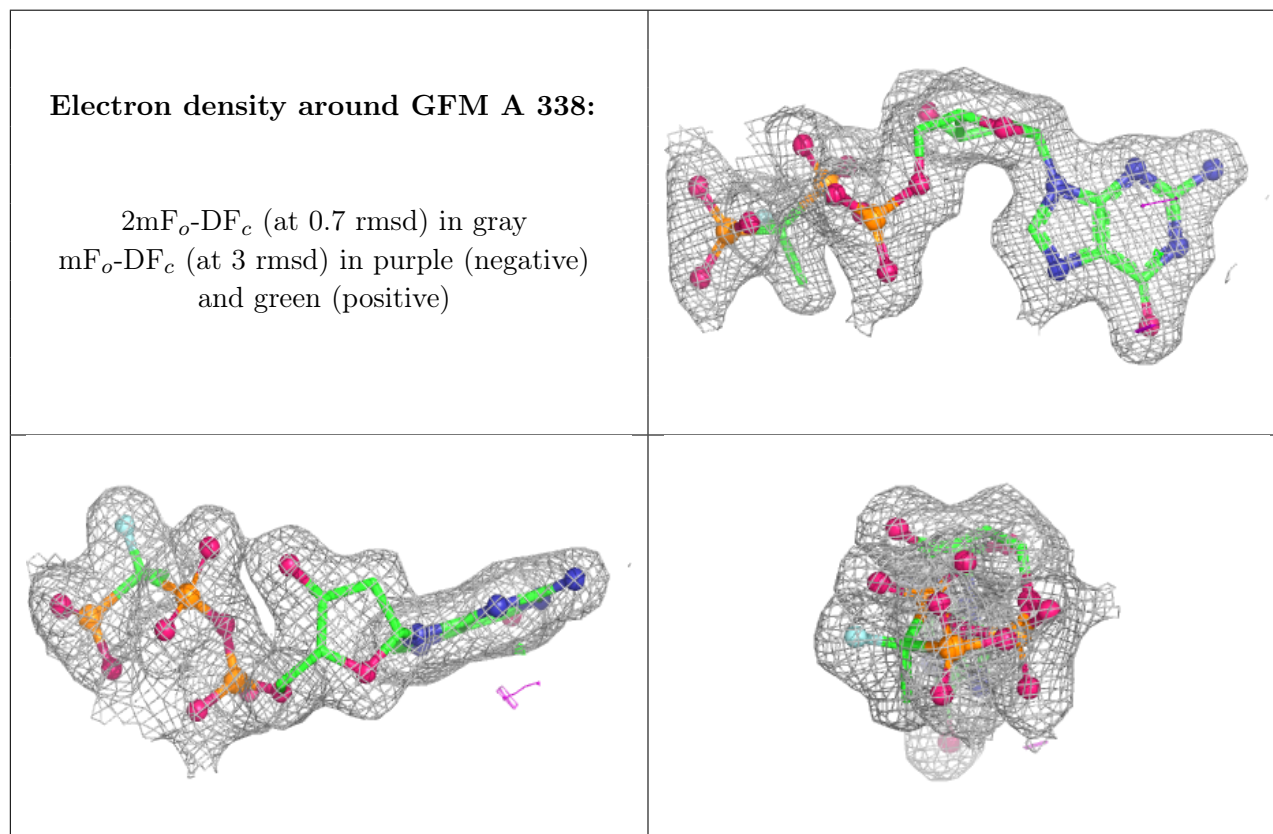 Electron density around GFM A 338:
2mFₒ-DF𝒸 (at 0.7 rmsd) in gray
mFₒ-DF𝒸 (at 3 rmsd) in purple (negative)
and green (positive)